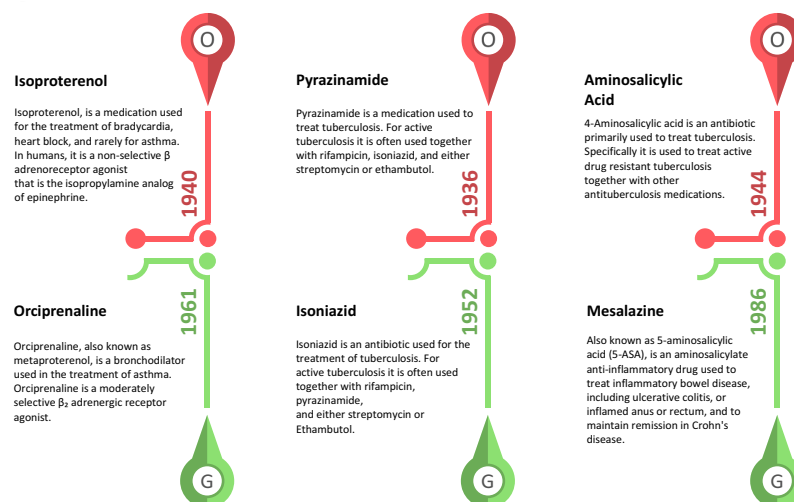 O
Isoproterenol
Isoproterenol, is a medication used
for the treatment of bradycardia,
heart block, and rarely for asthma.
In humans, it is a non-selective β
adrenoreceptor agonist
that is the isopropylamine analog
of epinephrine.
1940
O
Pyrazinamide
Pyrazinamide is a medication used to
treat tuberculosis. For active
tuberculosis it is often used together
with rifampicin, isoniazid, and either
streptomycin or ethambutol.
1936
O
Aminosalicylic
Acid
4-Aminosalicylic acid is an antibiotic
primarily used to treat tuberculosis.
Specifically it is used to treat active
drug resistant tuberculosis
together with other
antituberculosis medications.
1944
1961
Orciprenaline
Orciprenaline, also known as
metaproterenol, is a bronchodilator
used in the treatment of asthma.
Orciprenaline is a moderately
selective β₂ adrenergic receptor
agonist.
G
1952
Isoniazid
Isoniazid is an antibiotic used for the
treatment of tuberculosis. For
active tuberculosis it is often used
together with rifampicin,
pyrazinamide,
and either streptomycin or
Ethambutol.
G
1986
Mesalazine
Also known as 5-aminosalicylic
acid (5-ASA), is an aminosalicylate
anti-inflammatory drug used to
treat inflammatory bowel disease,
including ulcerative colitis, or
inflamed anus or rectum, and to
maintain remission in Crohn's
disease.
G